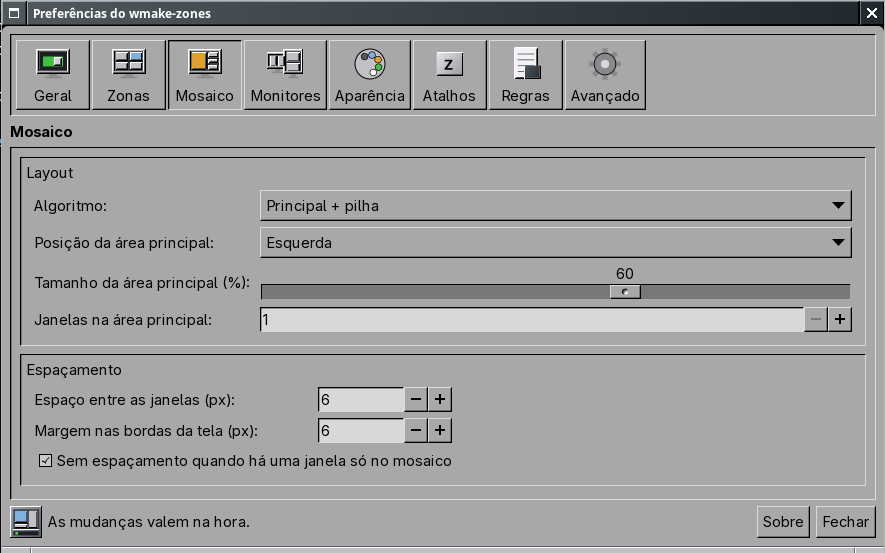 Preferências do wmake-zones
Geral Zonas Mosaico Monitores Aparência Atalhos Regras Avançado
z
Mosaico
Layout
Algoritmo: Principal + pilha
Posição da área principal: Esquerda
60
Tamanho da área principal (%):
Janelas na área principal: 1 − +
Espaçamento
Espaço entre as janelas (px): 6 − +
Margem nas bordas da tela (px): 6 − +
Sem espaçamento quando há uma janela só no mosaico
As mudanças valem na hora. Sobre Fechar